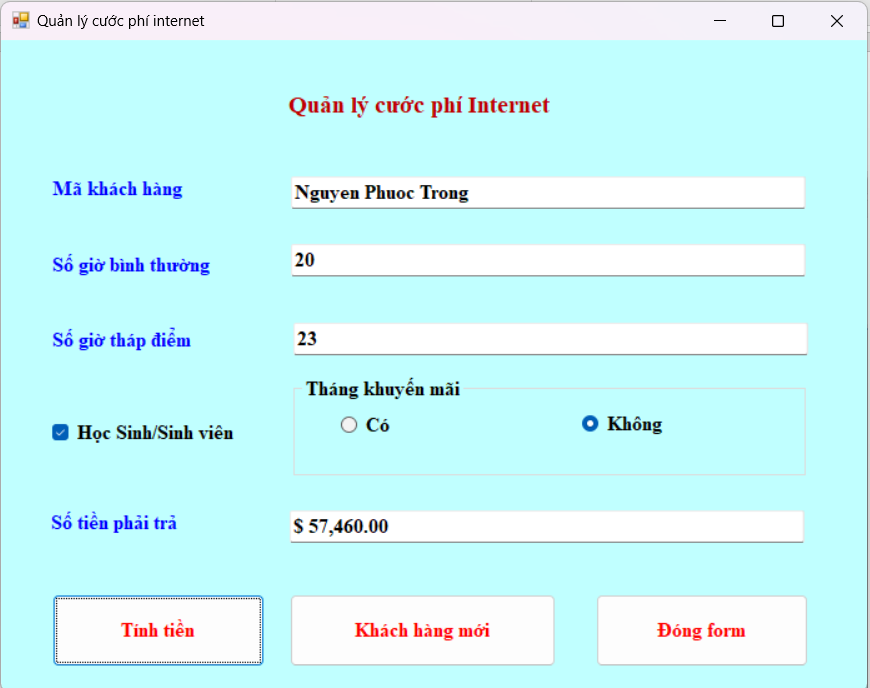 Quản lý cước phí internet
Quản lý cước phí Internet
Mã khách hàng
Nguyen Phuoc Trong
Số giờ bình thường
20
Số giờ tháp điểm
23
Tháng khuyến mãi
Học Sinh/Sinh viên
Có
Không
Số tiền phải trả
$ 57,460.00
Tính tiền
Khách hàng mới
Đóng form